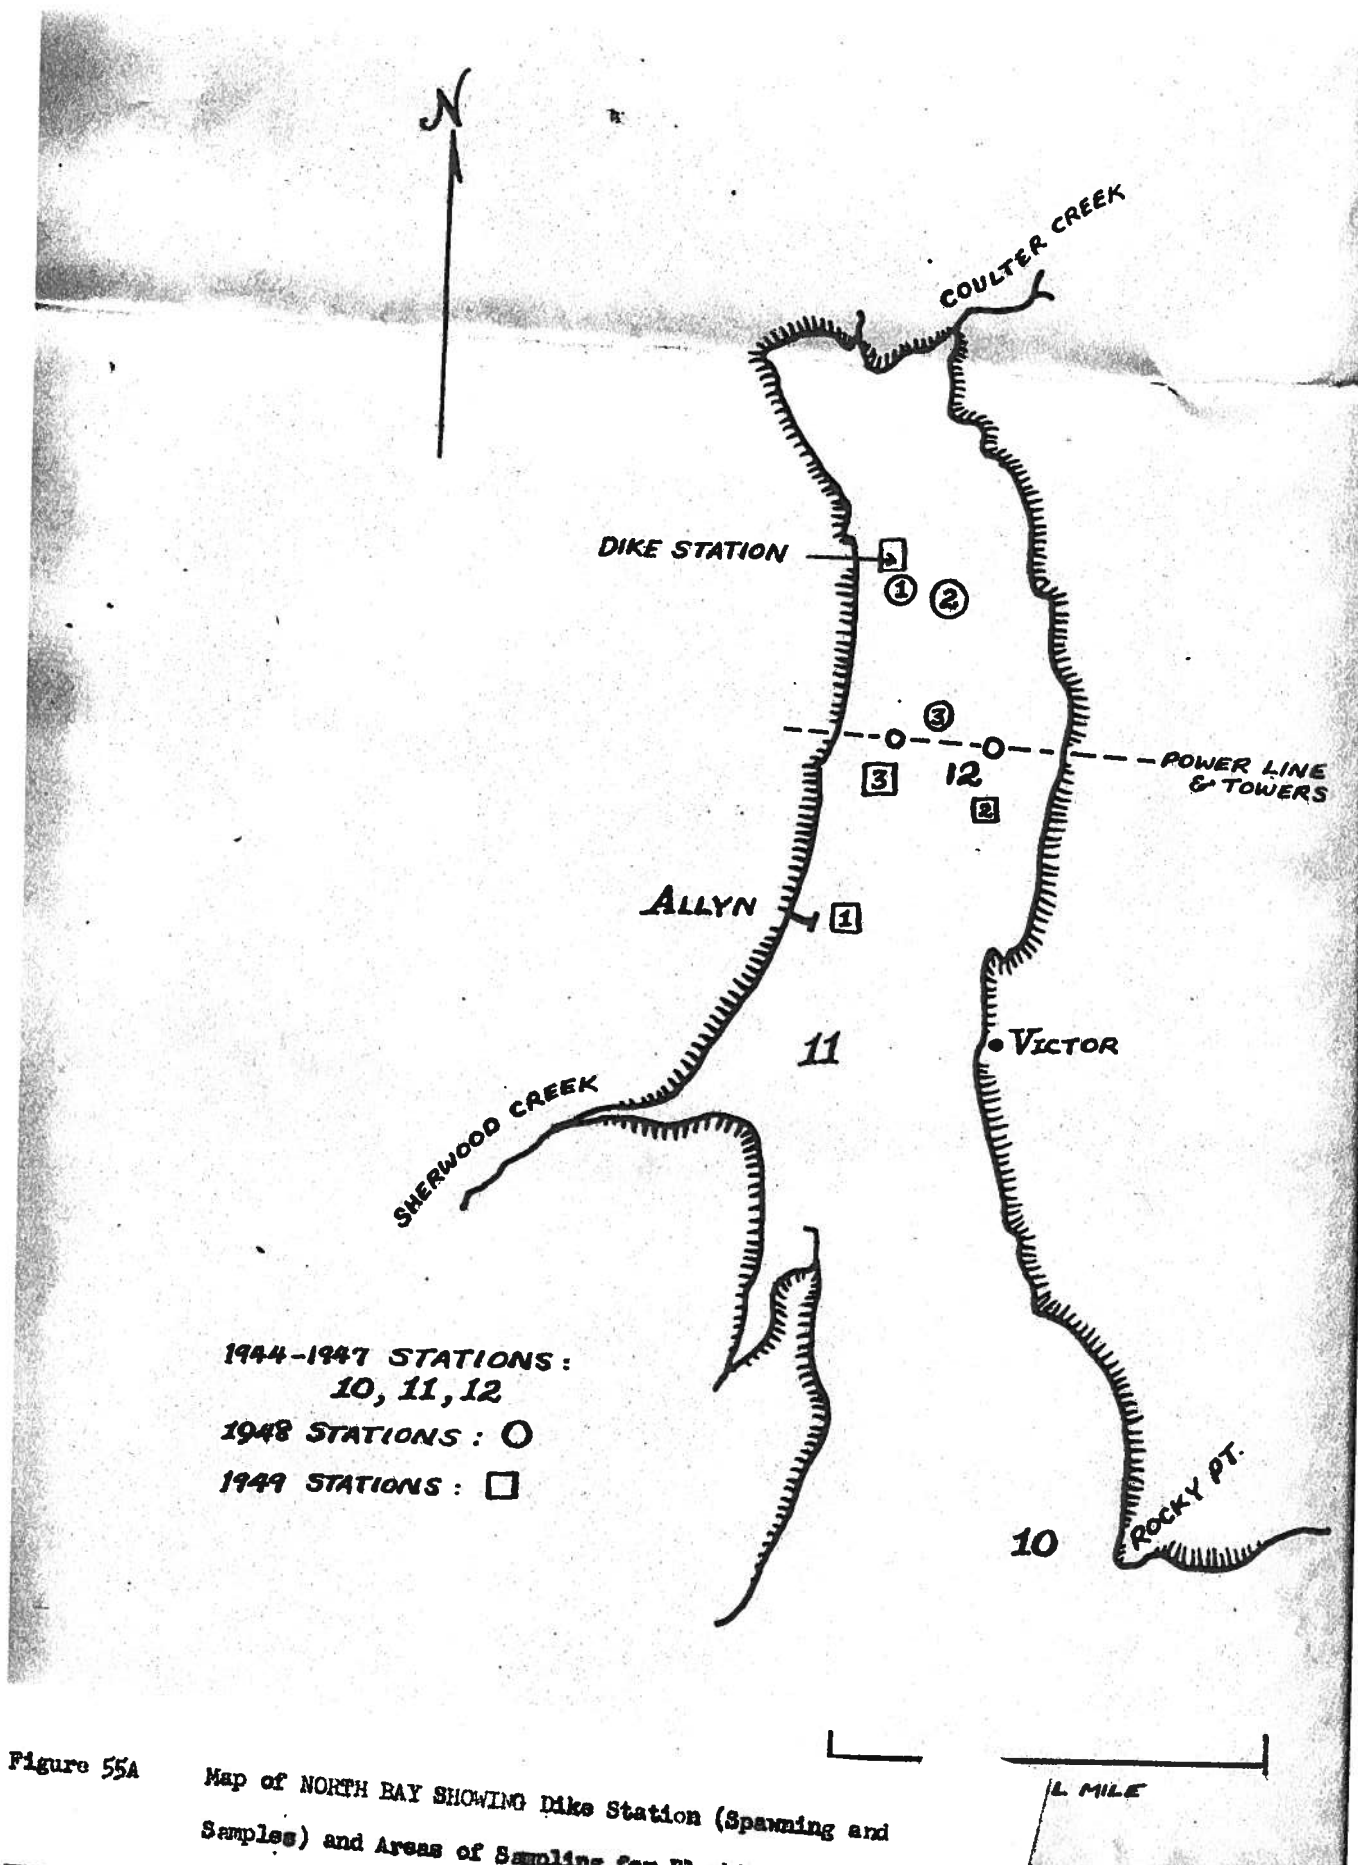 N
COULTER CREEK
DIKE STATION
1
2
3
POWER LINE
& TOWERS
3
12
2
ALLYN
1
11
VICTOR
SHERWOOD CREEK
1944-1947 STATIONS:
10, 11, 12
1948 STATIONS:
1949 STATIONS:
ROCKY PT.
10
MILE
Figure 55A
Map of NORTH BAY SHOWING Dike Station (Spawning and
Samples) and Areas of Sampling for